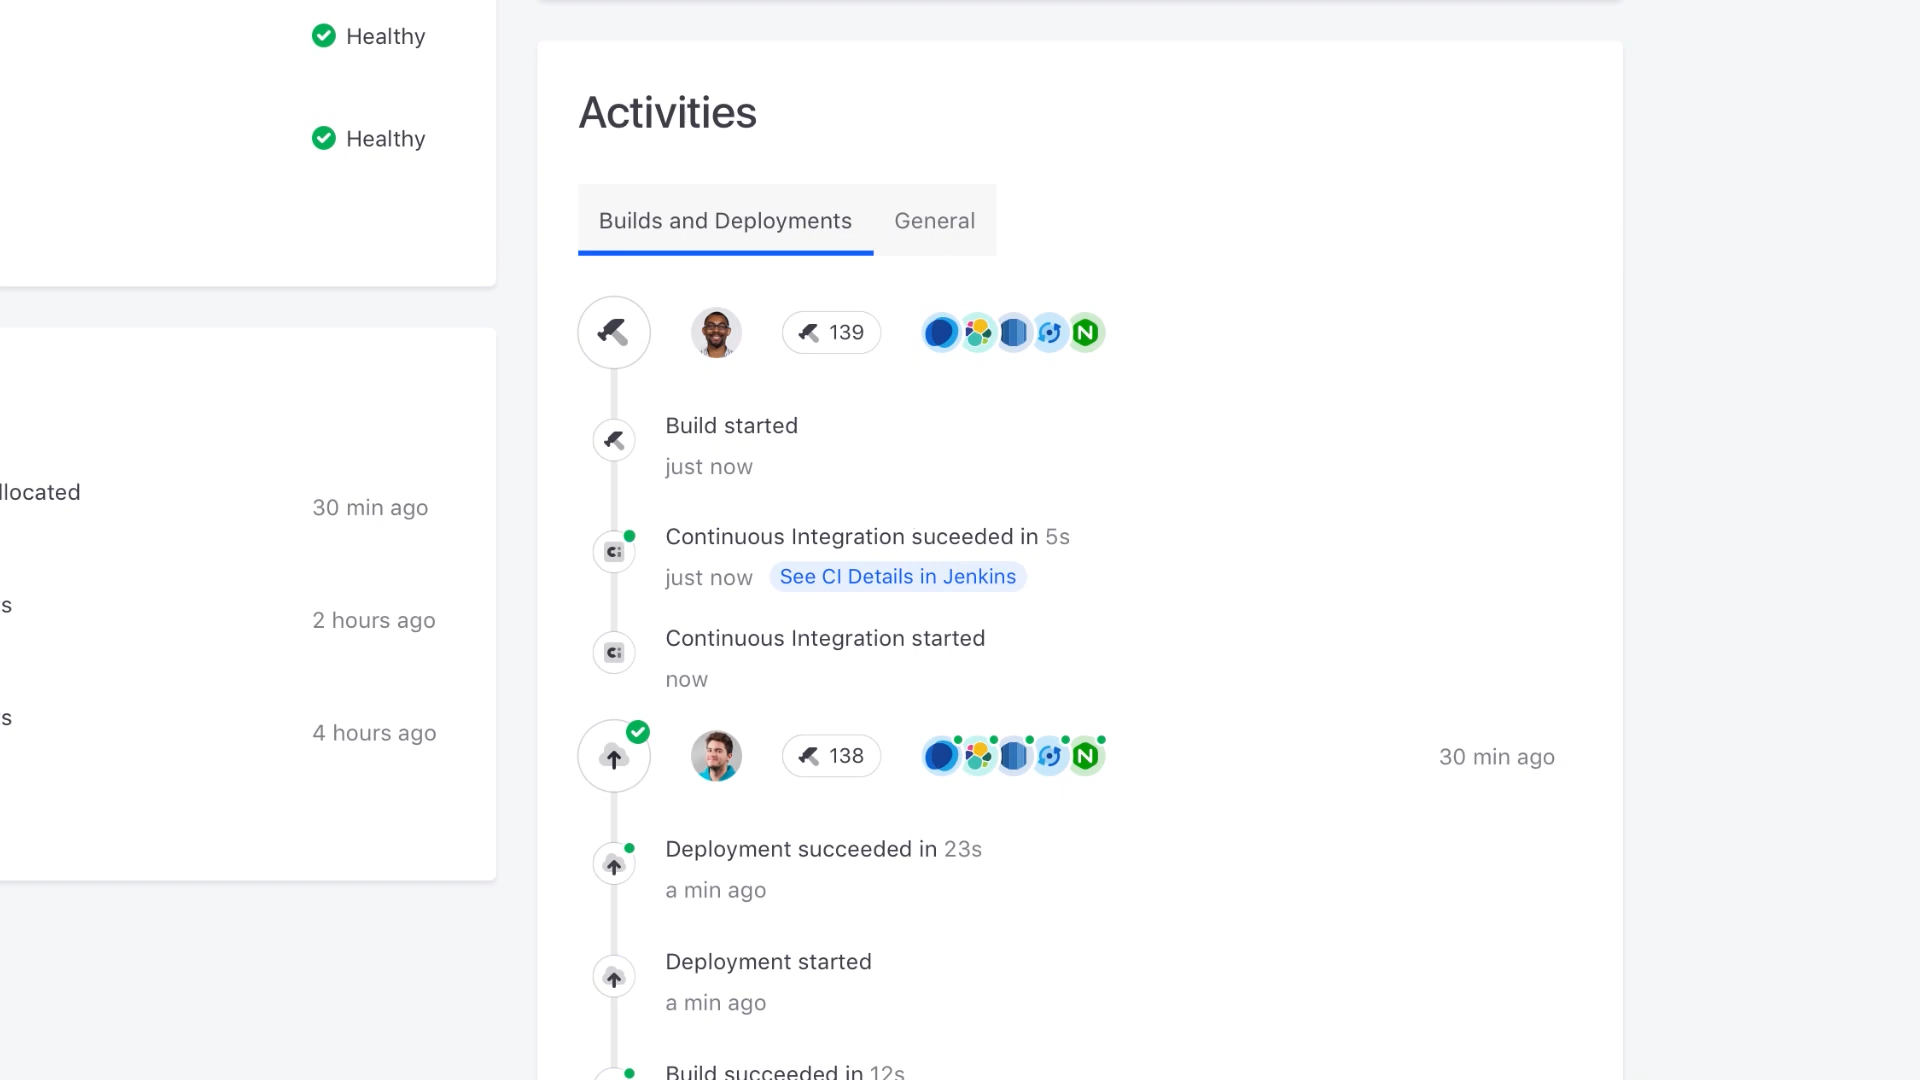 Healthy
Healthy
llocated
30 min ago
s
2 hours ago
s
4 hours ago
Activities
Builds and Deployments General
139
N
Build started
just now
Continuous Integration suceeded in 5s
just now See CI Details in Jenkins
Continuous Integration started
now
138
N
30 min ago
Deployment succeeded in 23s
a min ago
Deployment started
a min ago
Build succeeded in 12s